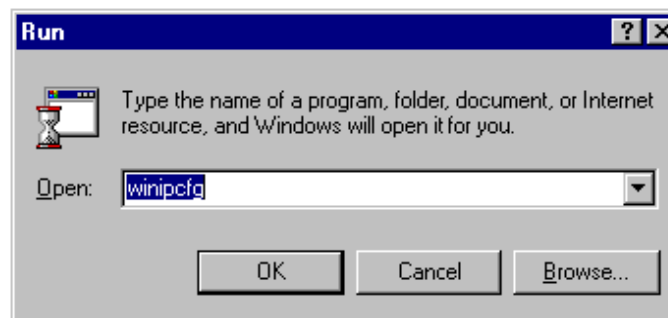 Run
Type the name of a program, folder, document, or Internet
resource, and Windows will open it for you.
Open: winipcfg
OK Cancel Browse...